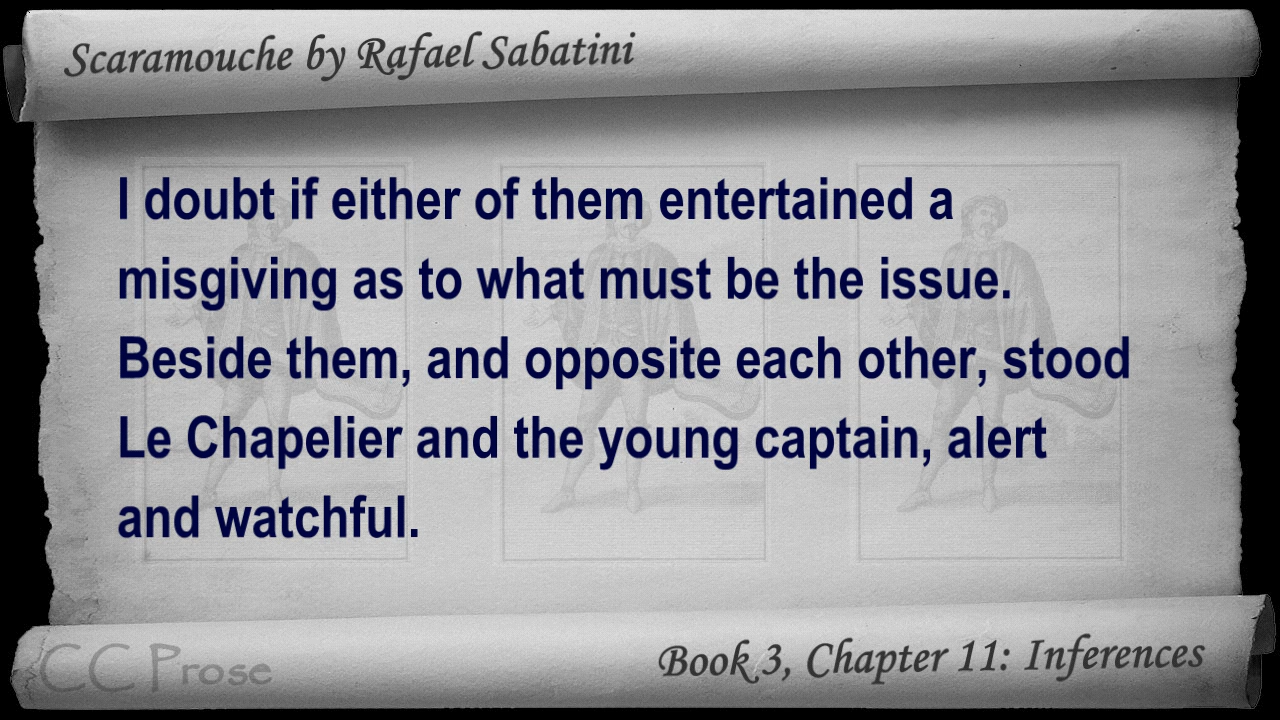 Scaramouche by Rafael Sabatini
I doubt if either of them entertained a
misgiving as to what must be the issue.
Beside them, and opposite each other, stood
Le Chapelier and the young captain, alert
and watchful.
CC Prose
Book 3, Chapter 11: Inferences